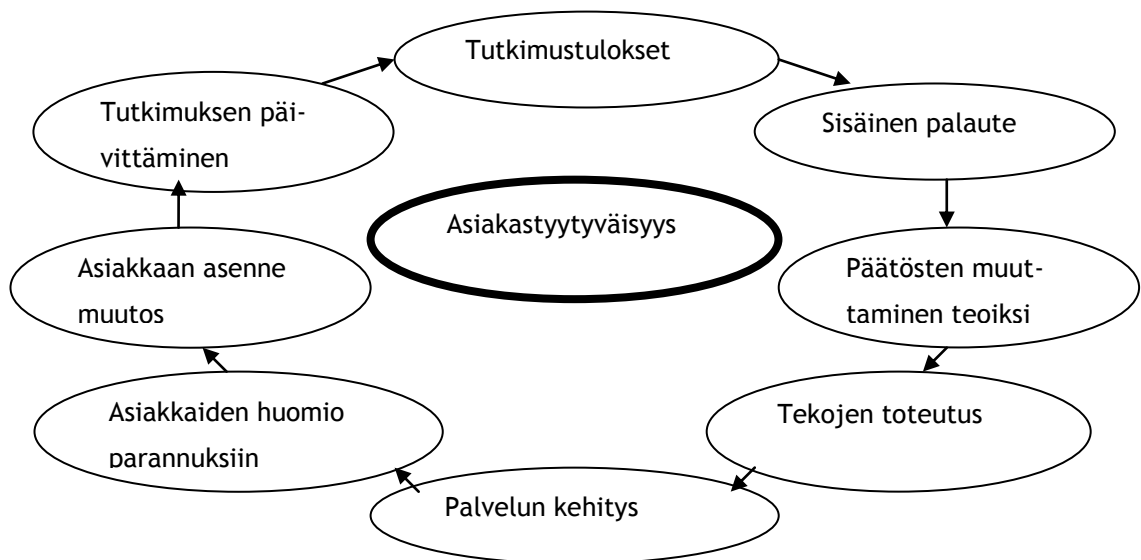 Tutkimustulokset
Tutkimuksen päi-
vittäminen
Sisäinen palaute
Asiakastyytyväisyys
Asiakkaan asenne
muutos
Päätösten muut-
taminen teoiksi
Asiakkaiden huomio
parannuksiin
Tekojen toteutus
Palvelun kehitys